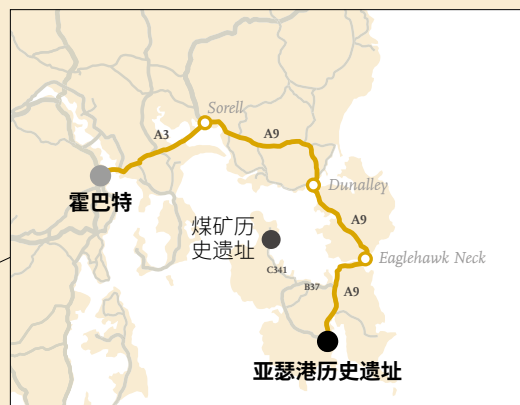 Sorell
A3
A9
霍巴特
Dunalley
煤矿历
史遗址
A9
Eaglehawk Neck
C341
B37
A9
亚瑟港历史遗址